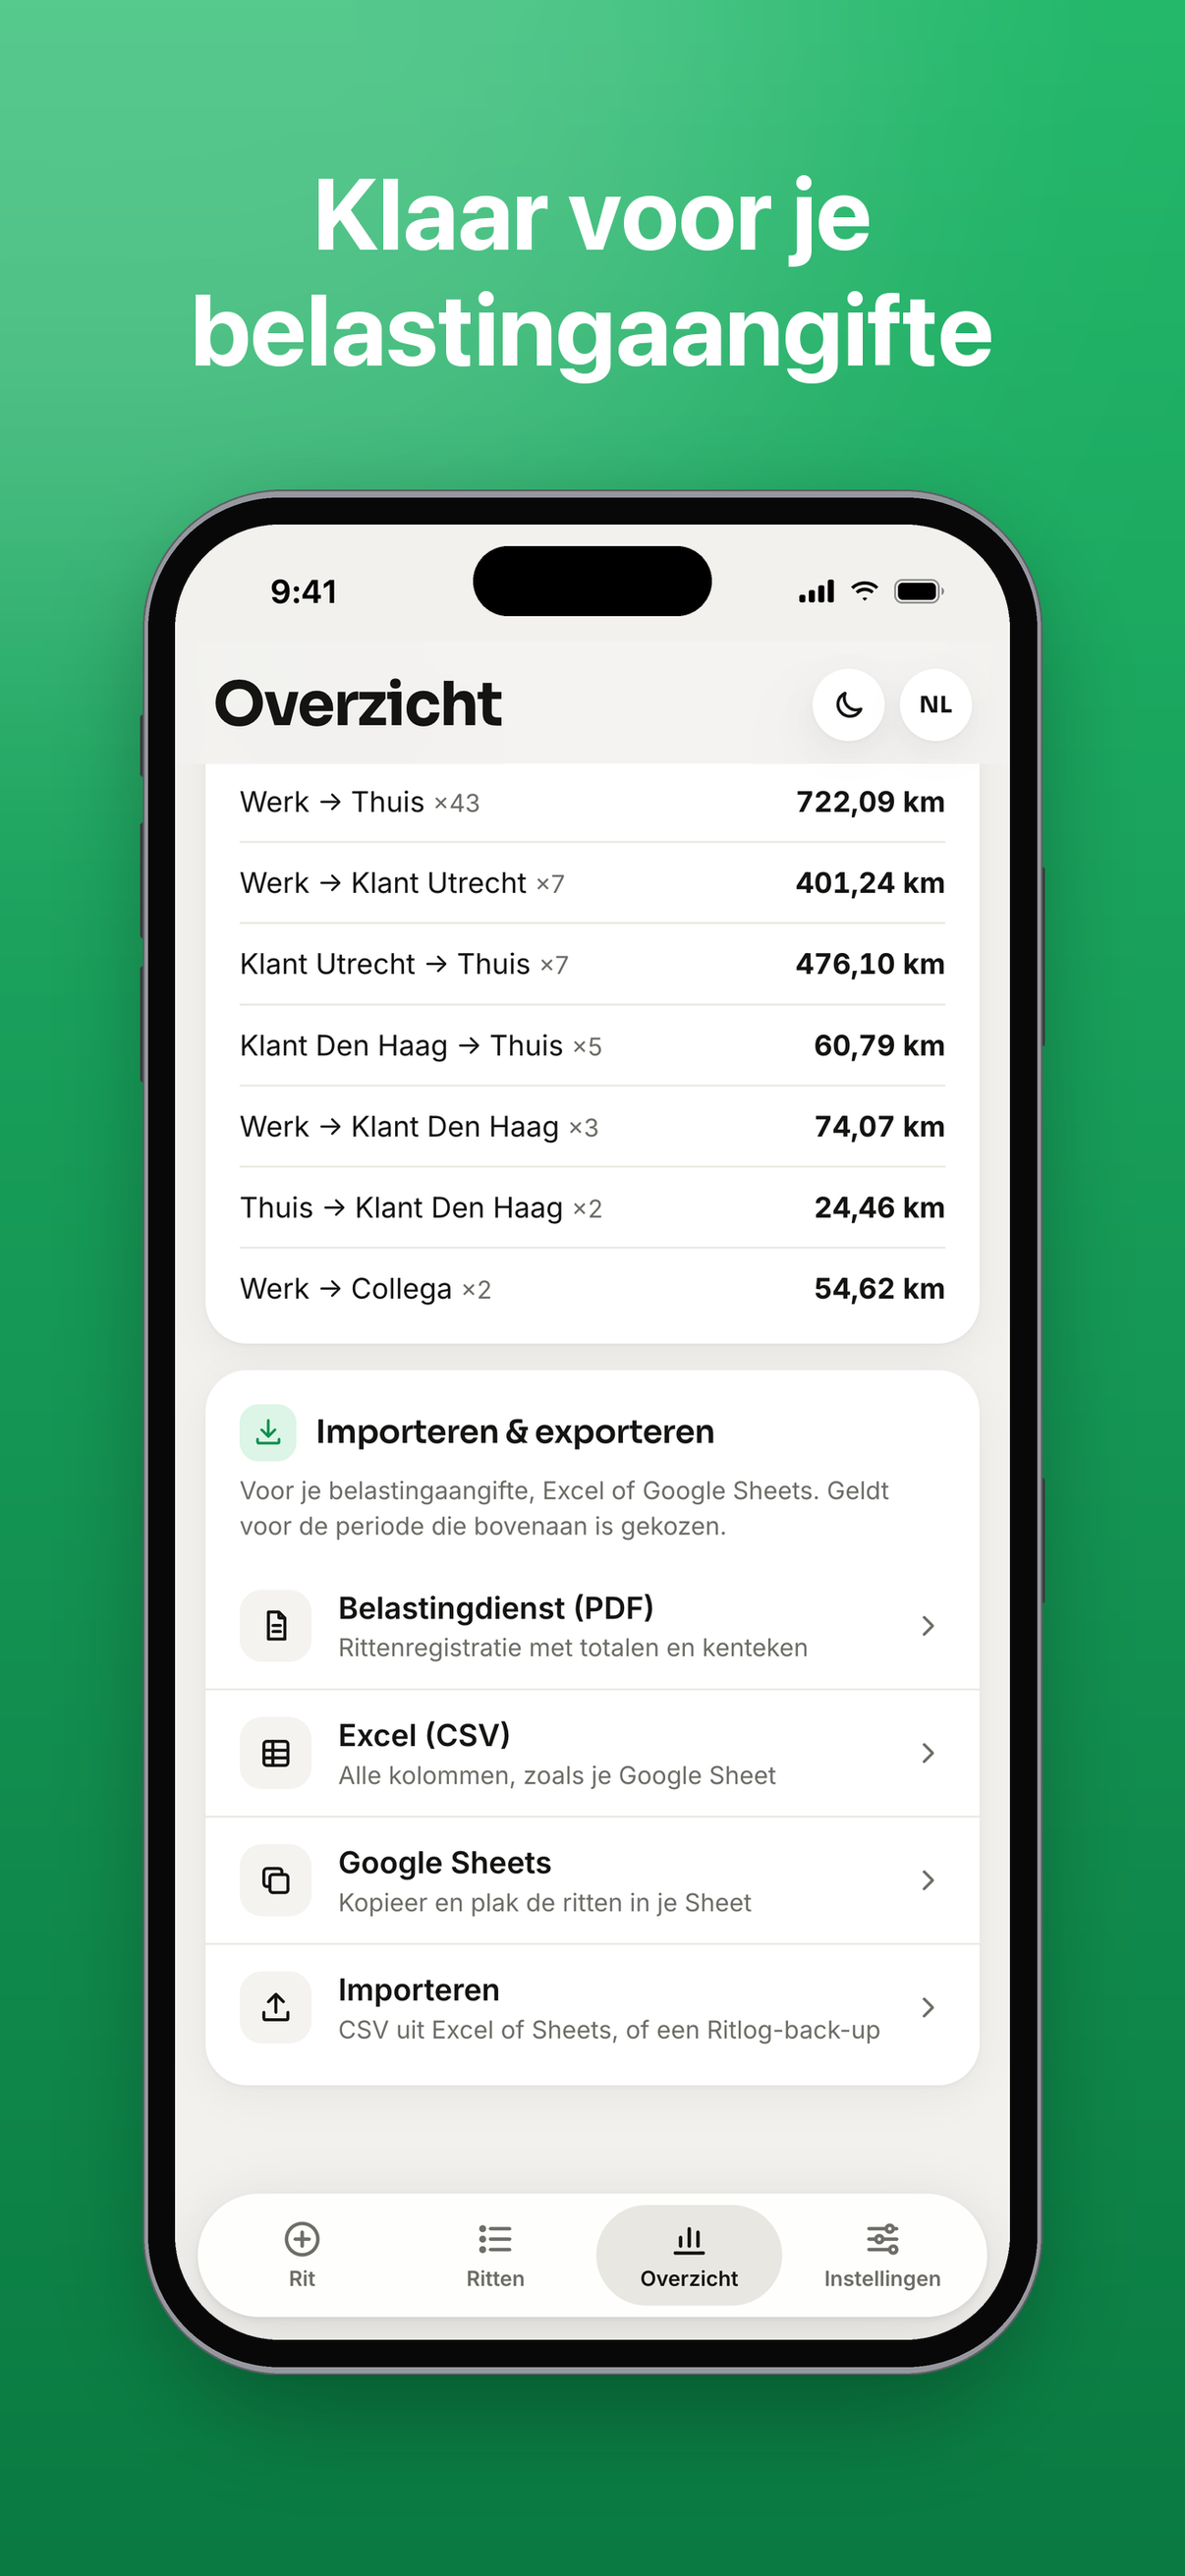 Klaar voor je
belastingaangifte
9:41
Overzicht
NL
Werk → Thuis ×43 722,09 km
Werk → Klant Utrecht ×7 401,24 km
Klant Utrecht → Thuis ×7 476,10 km
Klant Den Haag → Thuis ×5 60,79 km
Werk → Klant Den Haag ×3 74,07 km
Thuis → Klant Den Haag ×2 24,46 km
Werk → Collega ×2 54,62 km
Importeren & exporteren
Voor je belastingaangifte, Excel of Google Sheets. Geldt
voor de periode die bovenaan is gekozen.
Belastingdienst (PDF)
Rittenregistratie met totalen en kenteken
Excel (CSV)
Alle kolommen, zoals je Google Sheet
Google Sheets
Kopieer en plak de ritten in je Sheet
Importeren
CSV uit Excel of Sheets, of een Ritlog-back-up
Rit Ritten Overzicht Instellingen